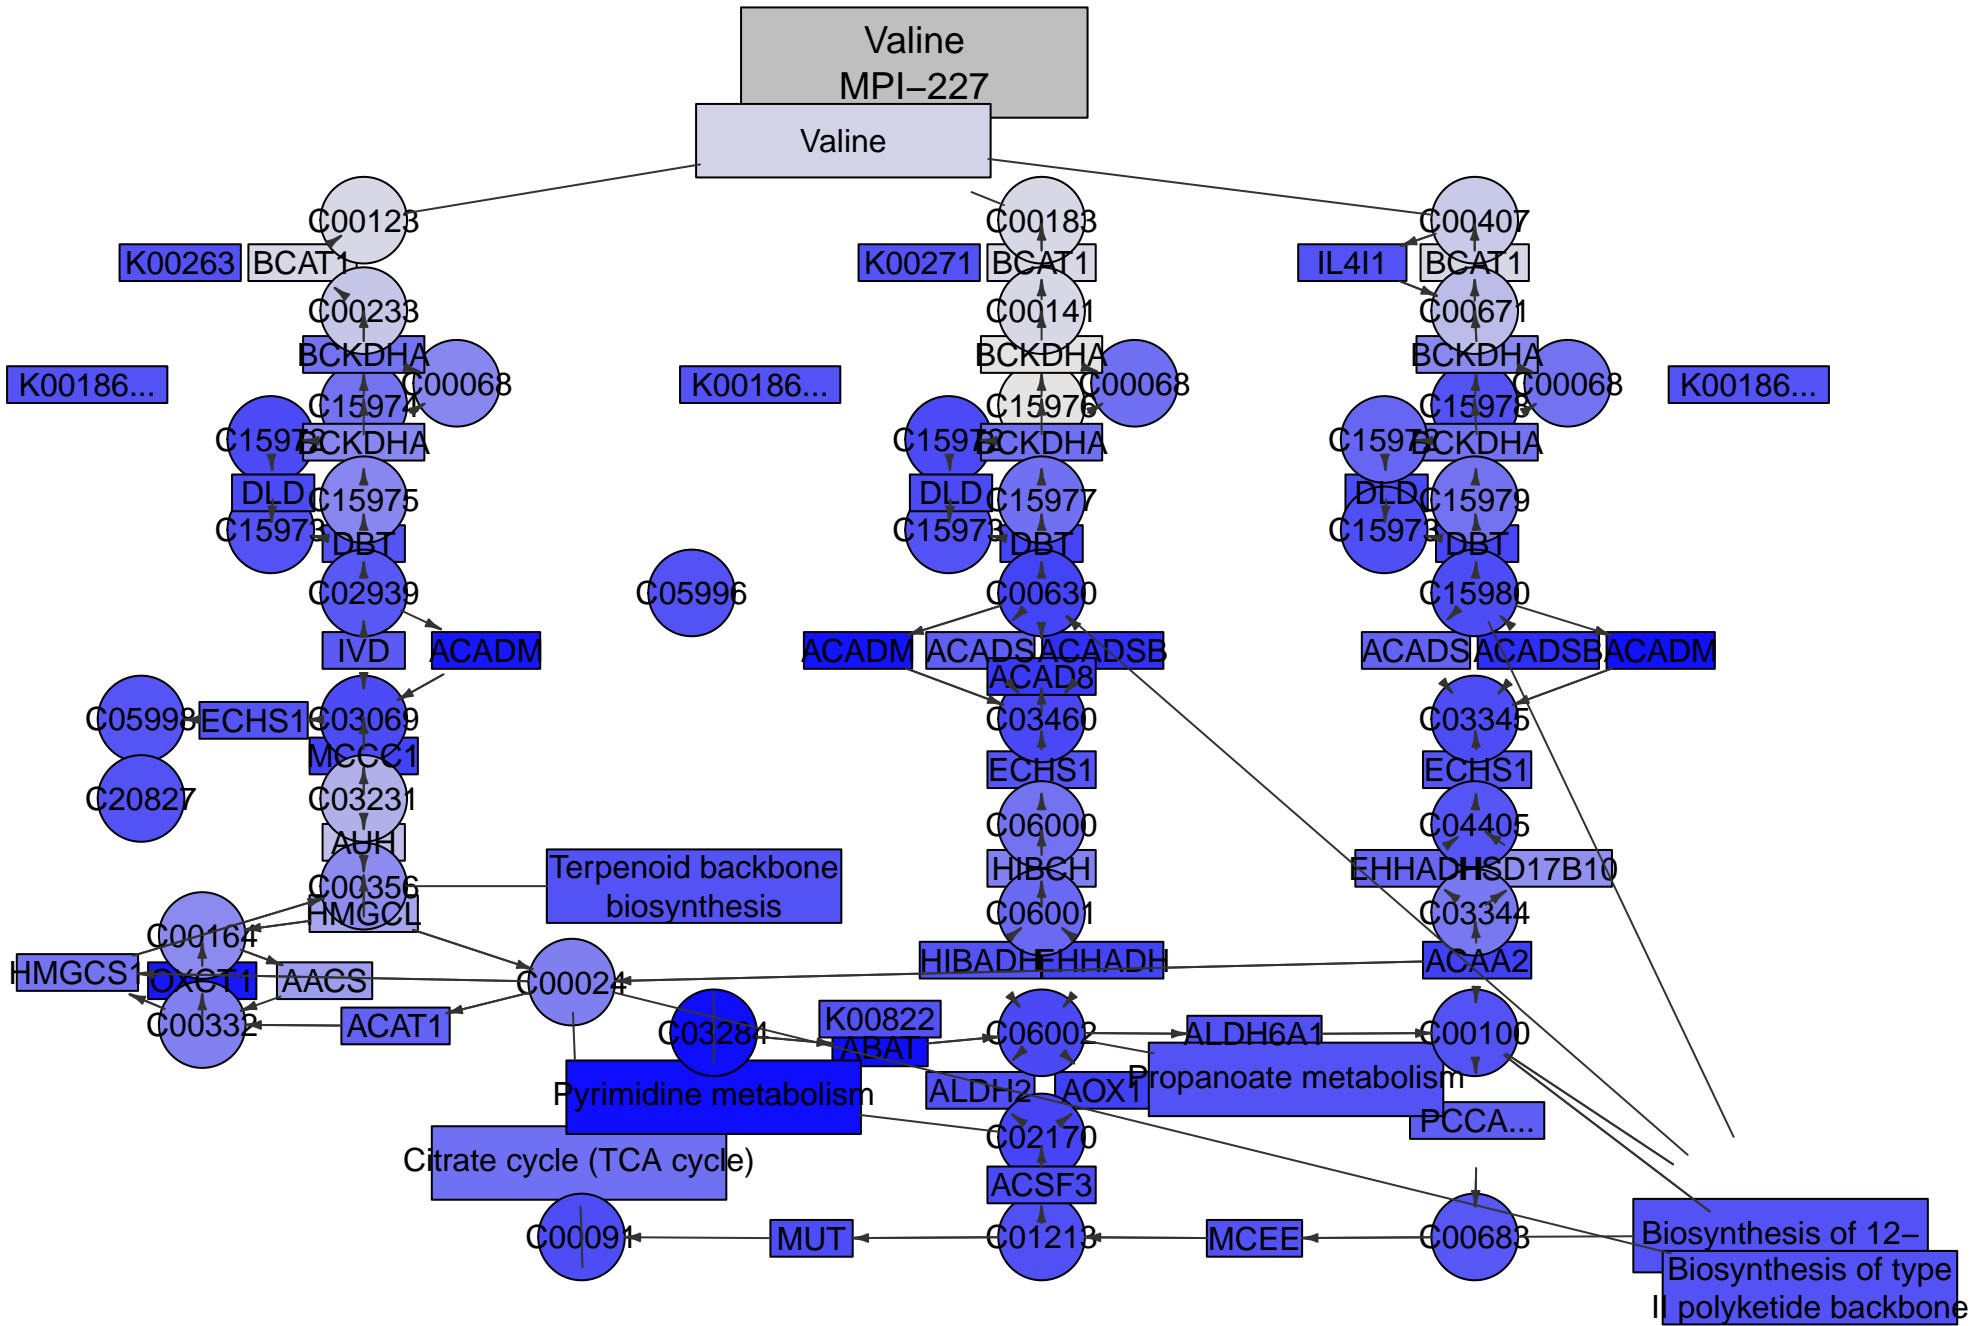 Valine
MPI−227
Valine
C00123
C00183
C00407
K00263
BCAT1
K00271
BCAT1
IL4I1
BCAT1
C00233
C00141
C00671
BCKDHA
BCKDHA
BCKDHA
K00186...
C00068
K00186...
C00068
C00068
K00186...
C15974
C15976
C15978
C15972
BCKDHA
C15972
BCKDHA
C15972
BCKDHA
DLD
C15975
DLD
C15977
DLD
C15979
C15973
DBT
C15973
DBT
C15973
DBT
C02939
C05996
C00630
C15980
IVD
ACADM
ACADM
ACADS
ACADSB
ACADS
ACADSB
ACADM
ACAD8
C05998
ECHS1
C03069
C03460
C03345
MCCC1
ECHS1
ECHS1
C20827
C03231
C06000
C04405
AUH
HIBCH
EHHADH
HSD17B10
C00356
Terpenoid backbone
biosynthesis
HMGCL
C06001
C03344
C00164
HMGCS1
OXCT1
AACS
C00024
HIBADH
EHHADH
ACAA2
C00332
ACAT1
C03284
K00822
ABAT
C06002
ALDH6A1
C00100
Pyrimidine metabolism
ALDH2
AOX1
Propanoate metabolism
PCCA...
C02170
Citrate cycle (TCA cycle)
ACSF3
C00091
MUT
C01213
MCEE
C00683
Biosynthesis of 12−
Biosynthesis of type
II polyketide backbone